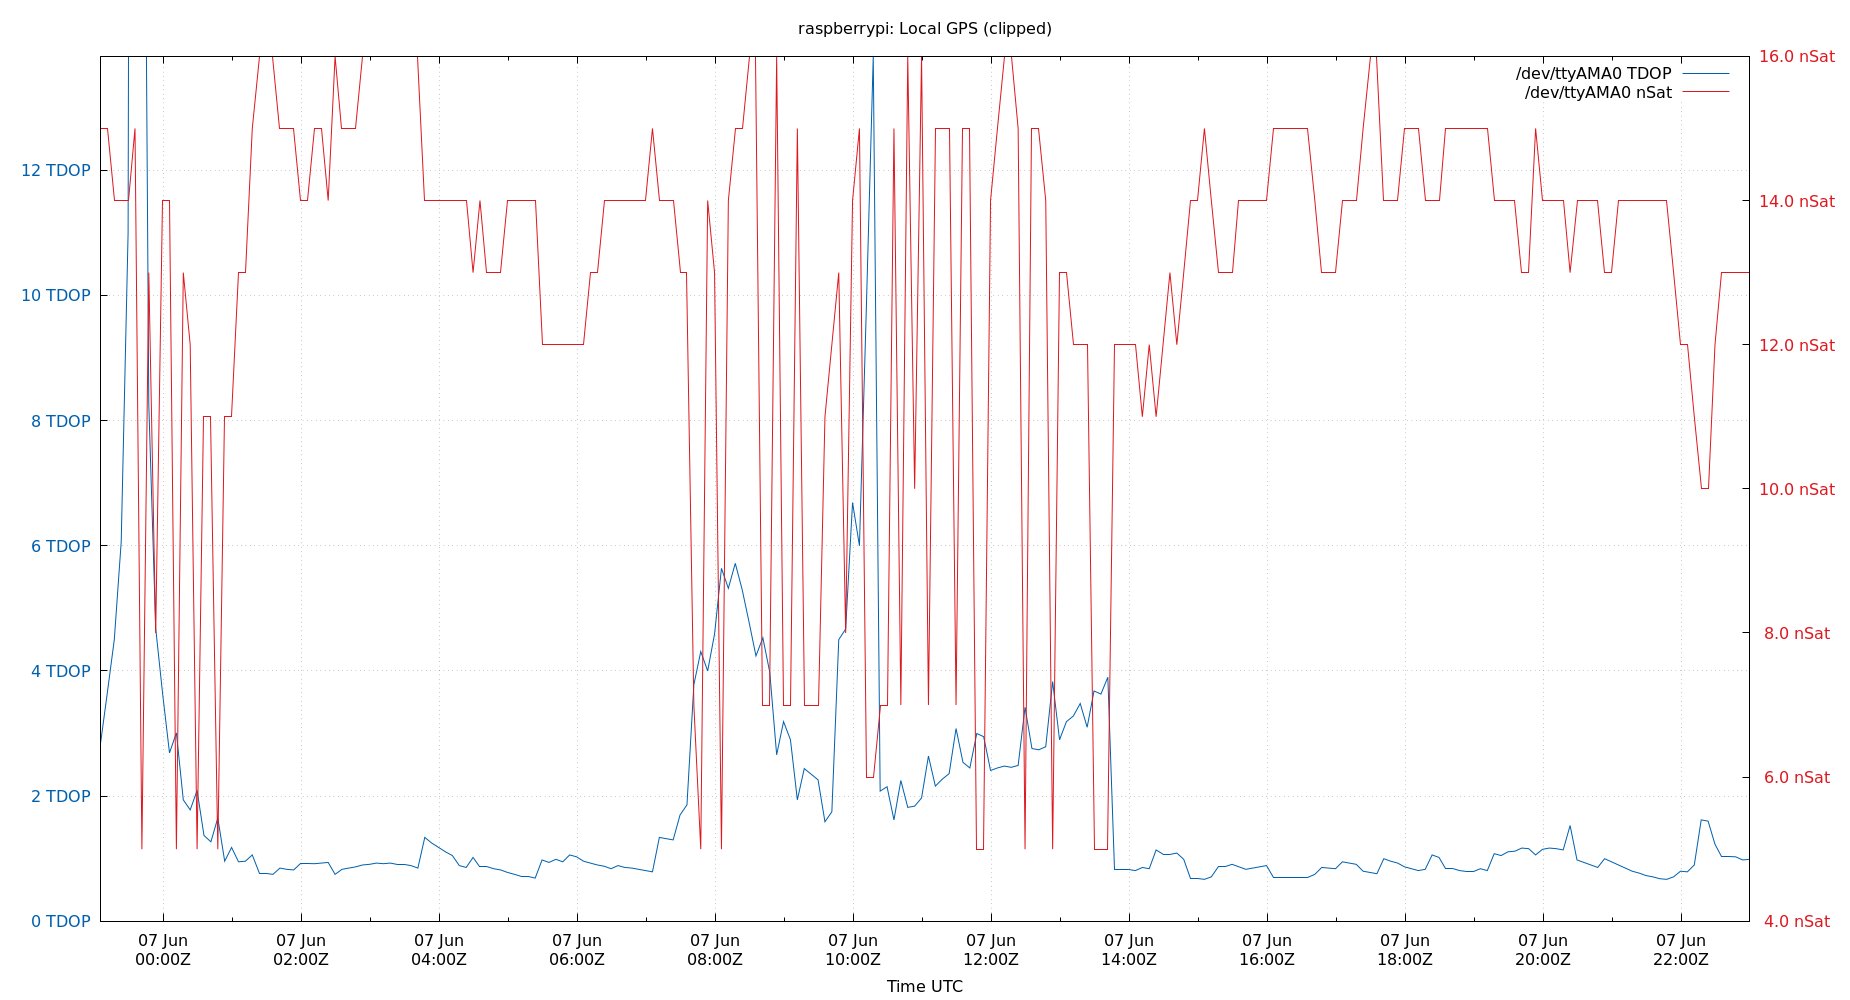 raspberrypi: Local GPS (clipped)
/dev/ttyAMA0 TDOP
/dev/ttyAMA0 nSat
12 TDOP
10 TDOP
8 TDOP
6 TDOP
4 TDOP
2 TDOP
0 TDOP
16.0 nSat
14.0 nSat
12.0 nSat
10.0 nSat
8.0 nSat
6.0 nSat
4.0 nSat
07 Jun 00:00Z
07 Jun 02:00Z
07 Jun 04:00Z
07 Jun 06:00Z
07 Jun 08:00Z
07 Jun 10:00Z
07 Jun 12:00Z
07 Jun 14:00Z
07 Jun 16:00Z
07 Jun 18:00Z
07 Jun 20:00Z
07 Jun 22:00Z
Time UTC